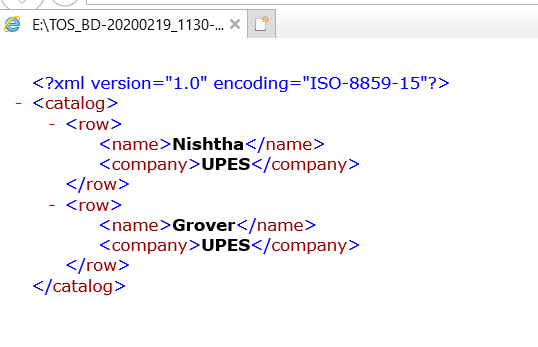 E:\TOS_BD-20200219_1130-...
<?xml version="1.0" encoding="ISO-8859-15"?>
- <catalog>
- <row>
<name>Nishtha</name>
<company>UPES</company>
</row>
- <row>
<name>Grover</name>
<company>UPES</company>
</row>
</catalog>